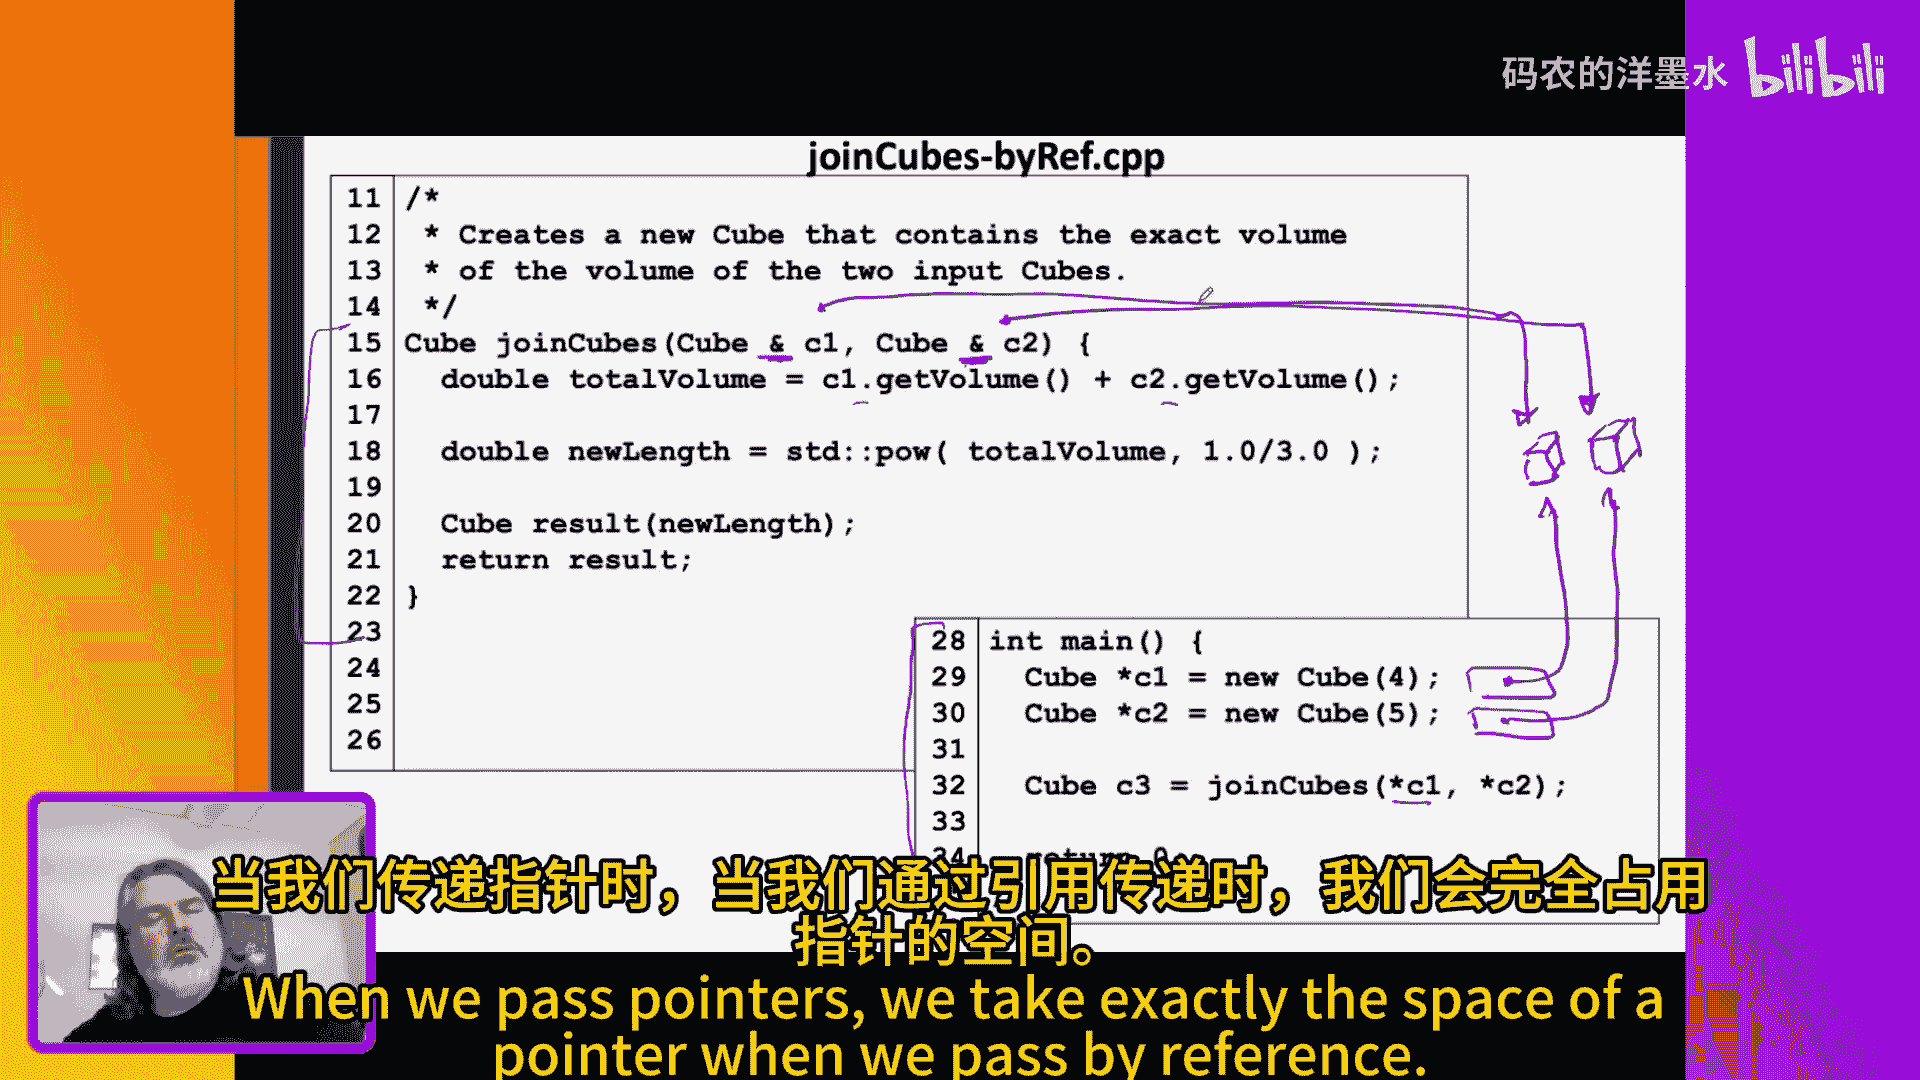 码农的洋墨水 bilibili
joinCubes-byRef.cpp
11 /*
12 * Creates a new Cube that contains the exact volume
13 * of the volume of the two input Cubes.
14 */
15 Cube joinCubes(Cube & c1, Cube & c2) {
16 double totalVolume = c1.getVolume() + c2.getVolume();
17
18 double newLength = std::pow( totalVolume, 1.0/3.0 );
19
20 Cube result(newLength);
21 return result;
22 }
23
24
25
26
28 int main() {
29 Cube *c1 = new Cube(4);
30 Cube *c2 = new Cube(5);
31
32 Cube c3 = joinCubes(*c1, *c2);
33
34 return 0;
当我们传递指针时，当我们通过引用传递时，我们会完全占用
指针的空间。
When we pass pointers, we take exactly the space of a
pointer when we pass by reference.